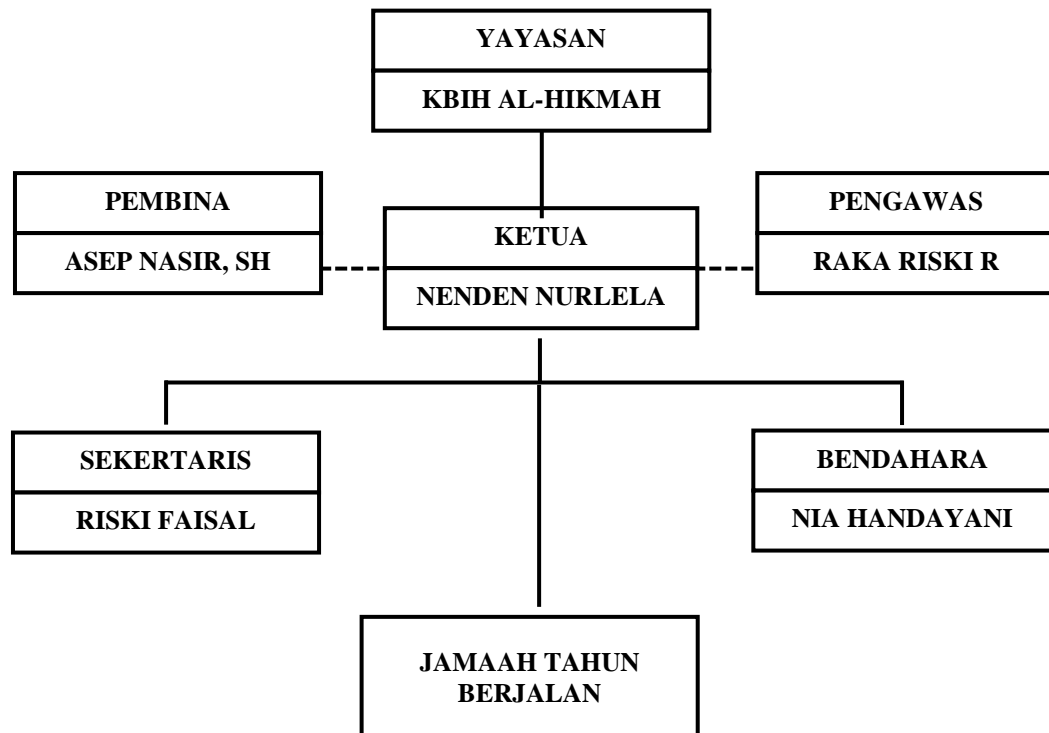 YAYASAN
KBIH AL-HIKMAH
PEMBINA
ASEP NASIR, SH
KETUA
NENDEN NURLELA
PENGAWAS
RAKA RISKI R
SEKERTARIS
RISKI FAISAL
BENDAHARA
NIA HANDAYANI
JAMAAH TAHUN
BERJALAN